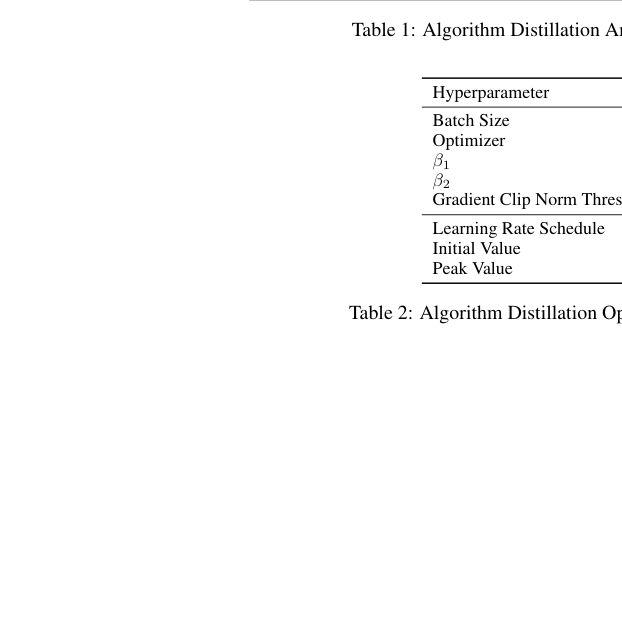 Table 1: Algorithm Distillation
Hyperparameter
Batch Size
Optimizer
β₁
β₂
Gradient Clip Norm
Learning Rate Schedule
Initial Value
Peak Value
Table 2: Algorithm Distillation